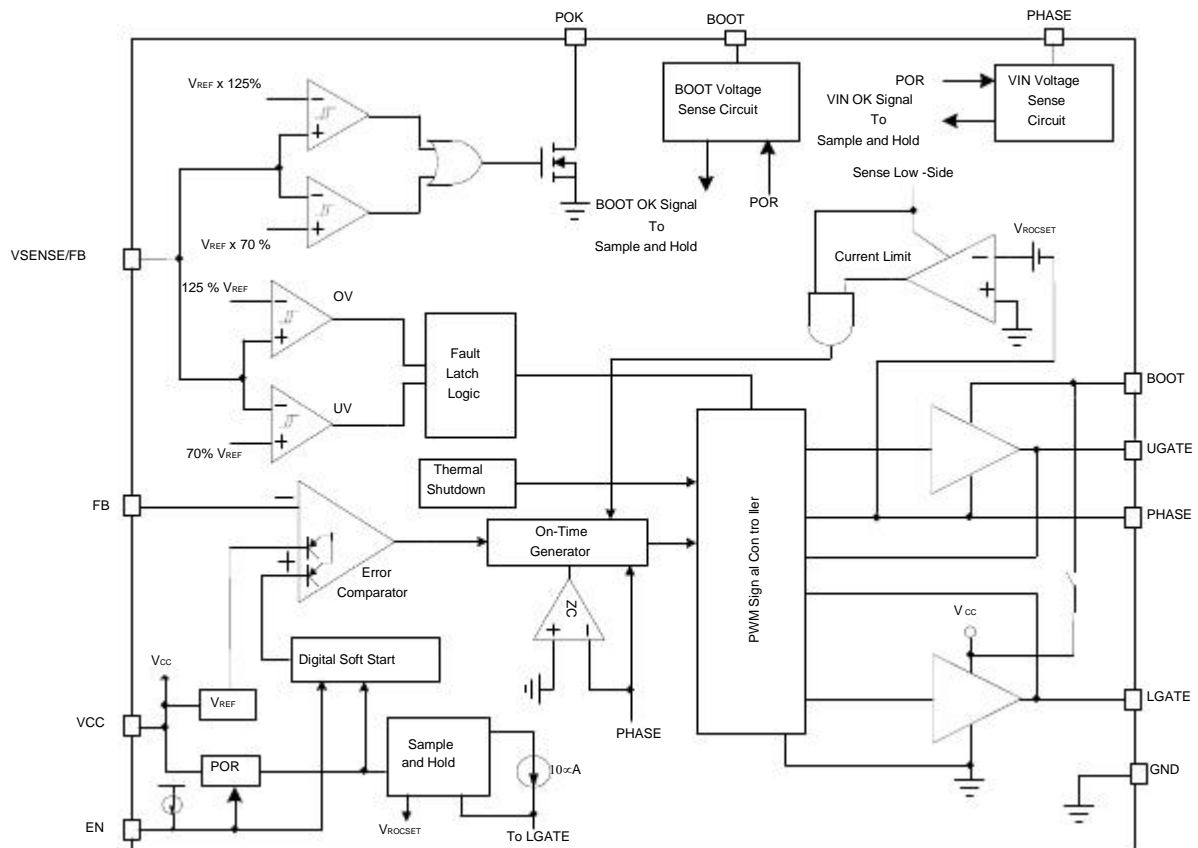 POK
BOOT
PHASE
VREF x 125%
BOOT Voltage
Sense Circuit
POR
VIN OK Signal
To
Sample and Hold
VIN Voltage
Sense
Circuit
Sense Low -Side
BOOT OK Signal
To
Sample and Hold
POR
VREF x 70 %
VSENSE/FB
VROCSET
Current Limit
125 % VREF
OV
Fault
Latch
Logic
UV
70% VREF
BOOT
UGATE
PHASE
Thermal
Shutdown
FB
On-Time
Generator
Error
Comparator
PWM Sign al Cont ro ller
ZC
VCC
VCC
Digital Soft Start
VREF
VCC
LGATE
PHASE
Sample
and Hold
10∝A
POR
GND
VROCSET
To LGATE
EN